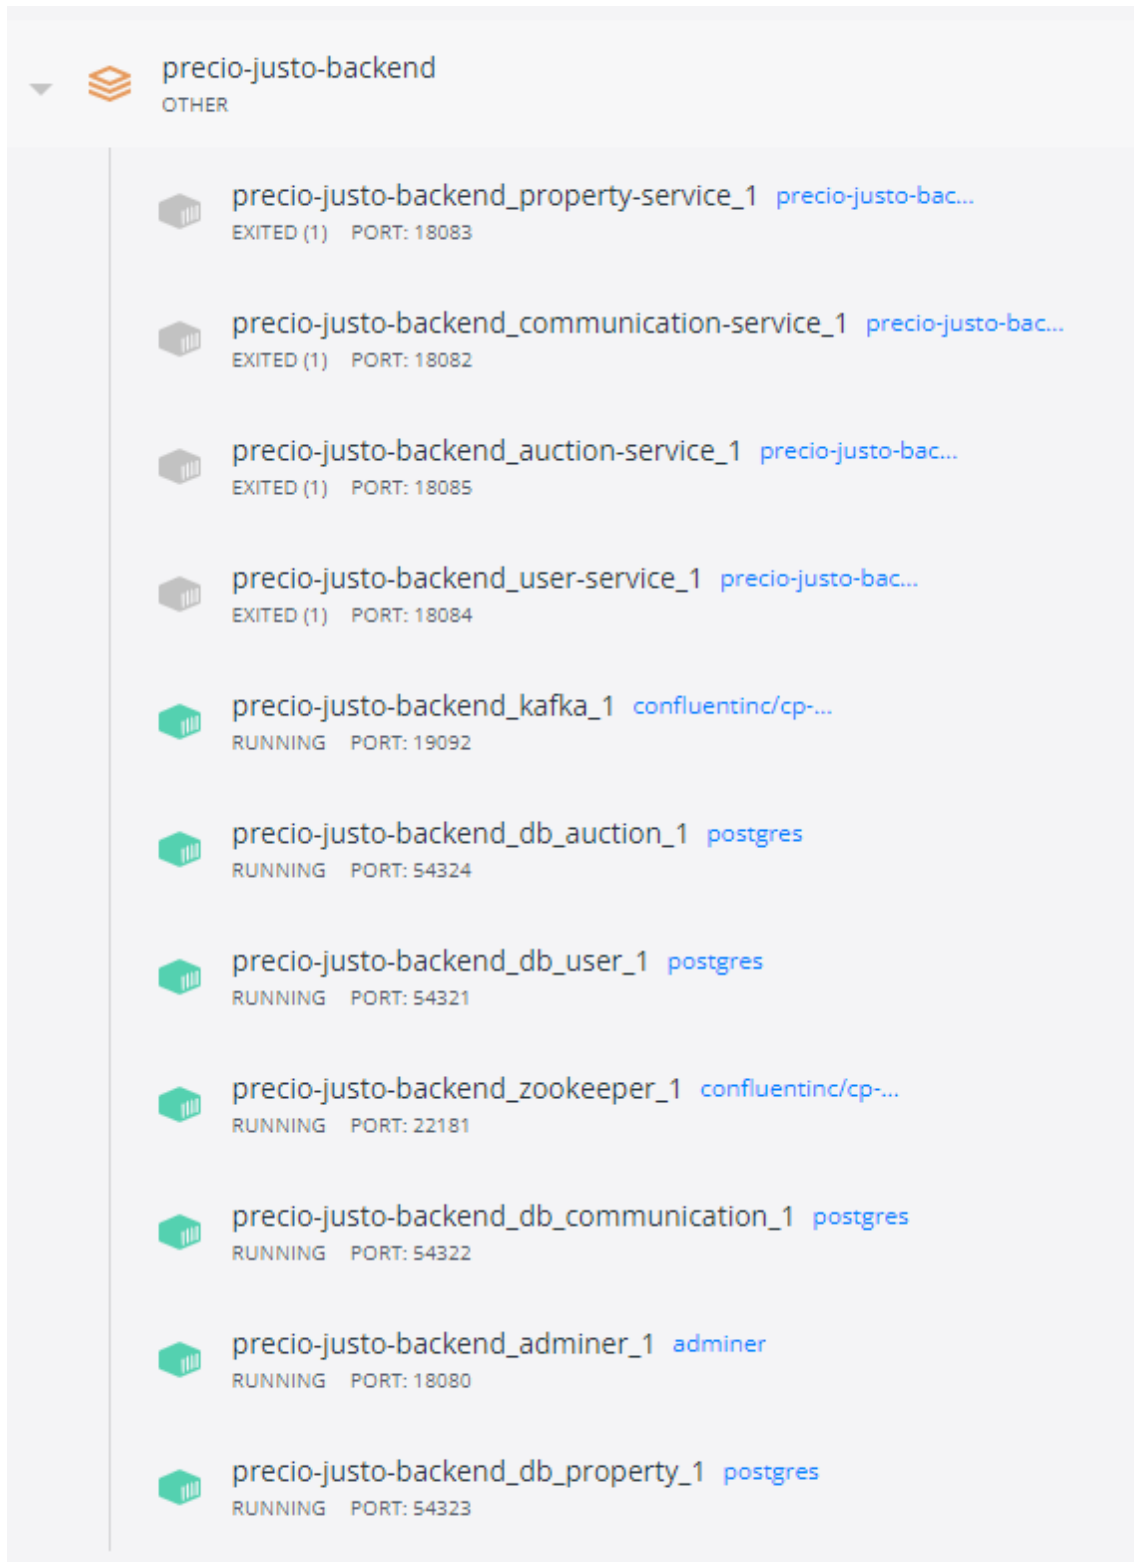 precio-justo-backend
OTHER
precio-justo-backend_property-service_1 precio-justo-bac...
EXITED (1) PORT: 18083
precio-justo-backend_communication-service_1 precio-justo-bac...
EXITED (1) PORT: 18082
precio-justo-backend_auction-service_1 precio-justo-bac...
EXITED (1) PORT: 18085
precio-justo-backend_user-service_1 precio-justo-bac...
EXITED (1) PORT: 18084
precio-justo-backend_kafka_1 confluentinc/cp-...
RUNNING PORT: 19092
precio-justo-backend_db_auction_1 postgres
RUNNING PORT: 54324
precio-justo-backend_db_user_1 postgres
RUNNING PORT: 54321
precio-justo-backend_zookeeper_1 confluentinc/cp-...
RUNNING PORT: 22181
precio-justo-backend_db_communication_1 postgres
RUNNING PORT: 54322
precio-justo-backend_adminer_1 adminer
RUNNING PORT: 18080
precio-justo-backend_db_property_1 postgres
RUNNING PORT: 54323